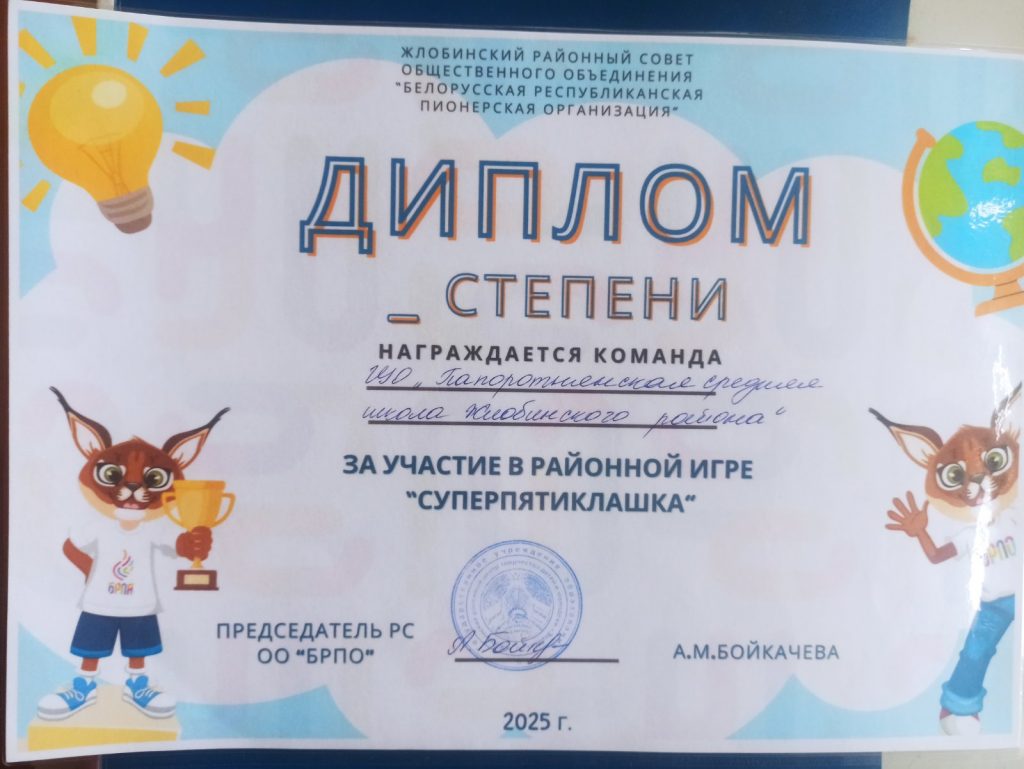 ЖЛОБИНСКИЙ РАЙОННЫЙ СОВЕТ
ОБЩЕСТВЕННОГО ОБЪЕДИНЕНИЯ
"БЕЛОРУССКАЯ РЕСПУБЛИКАНСКАЯ
ПИОНЕРСКАЯ ОРГАНИЗАЦИЯ"
ДИПЛОМ
_ СТЕПЕНИ
НАГРАЖДАЕТСЯ КОМАНДА
ГУО „Папоротненская средняя
школа Жлобинского района"
ЗА УЧАСТИЕ В РАЙОННОЙ ИГРЕ
"СУПЕРПЯТИКЛАШКА"
БРПО
БРПО
ПРЕДСЕДАТЕЛЬ РС
ОО "БРПО"
А.М.БОЙКАЧЕВА
2025 г.